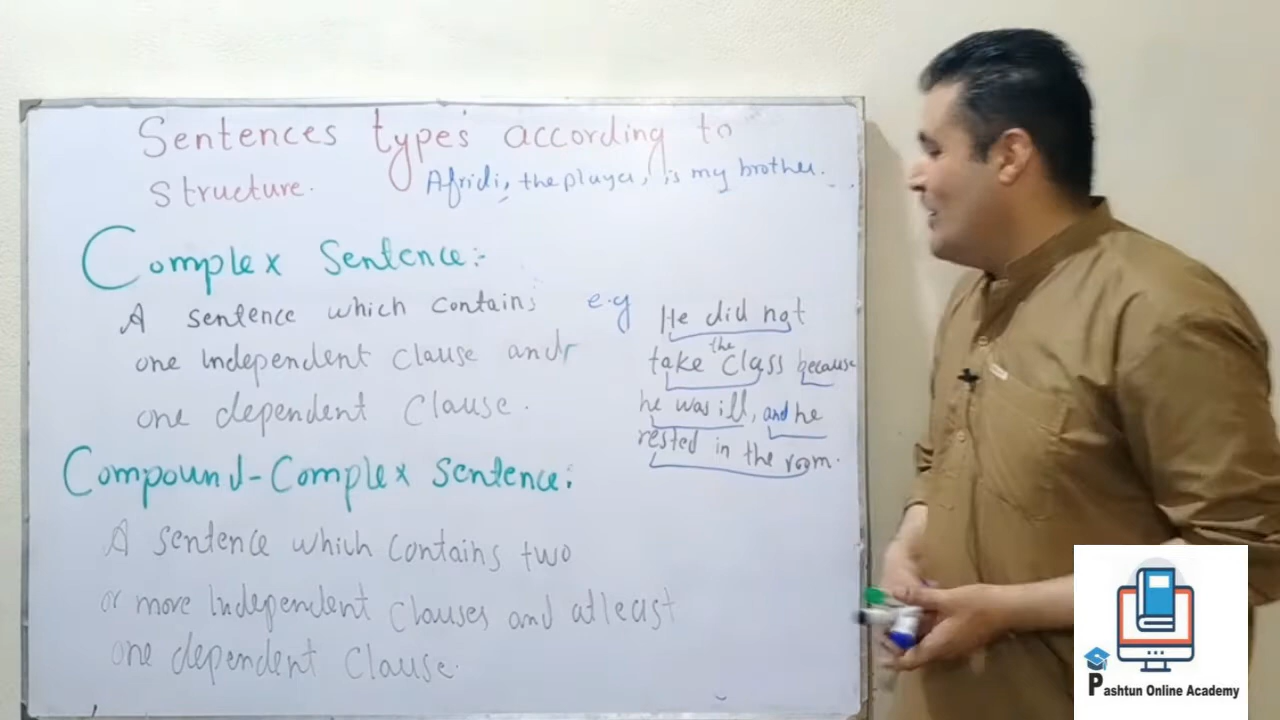 Sentences types according to
structure.
Afridi, the player, is my brother.
Complex Sentence:-
A sentence which contains
one Independent Clause and
one dependent Clause.
e.g
He did not
take the class because
he was ill, and he
rested in the room.
Compound-Complex sentence:
A sentence which contains two
or more Independent Clauses and atleast
one dependent Clause.
Pashtun Online Academy